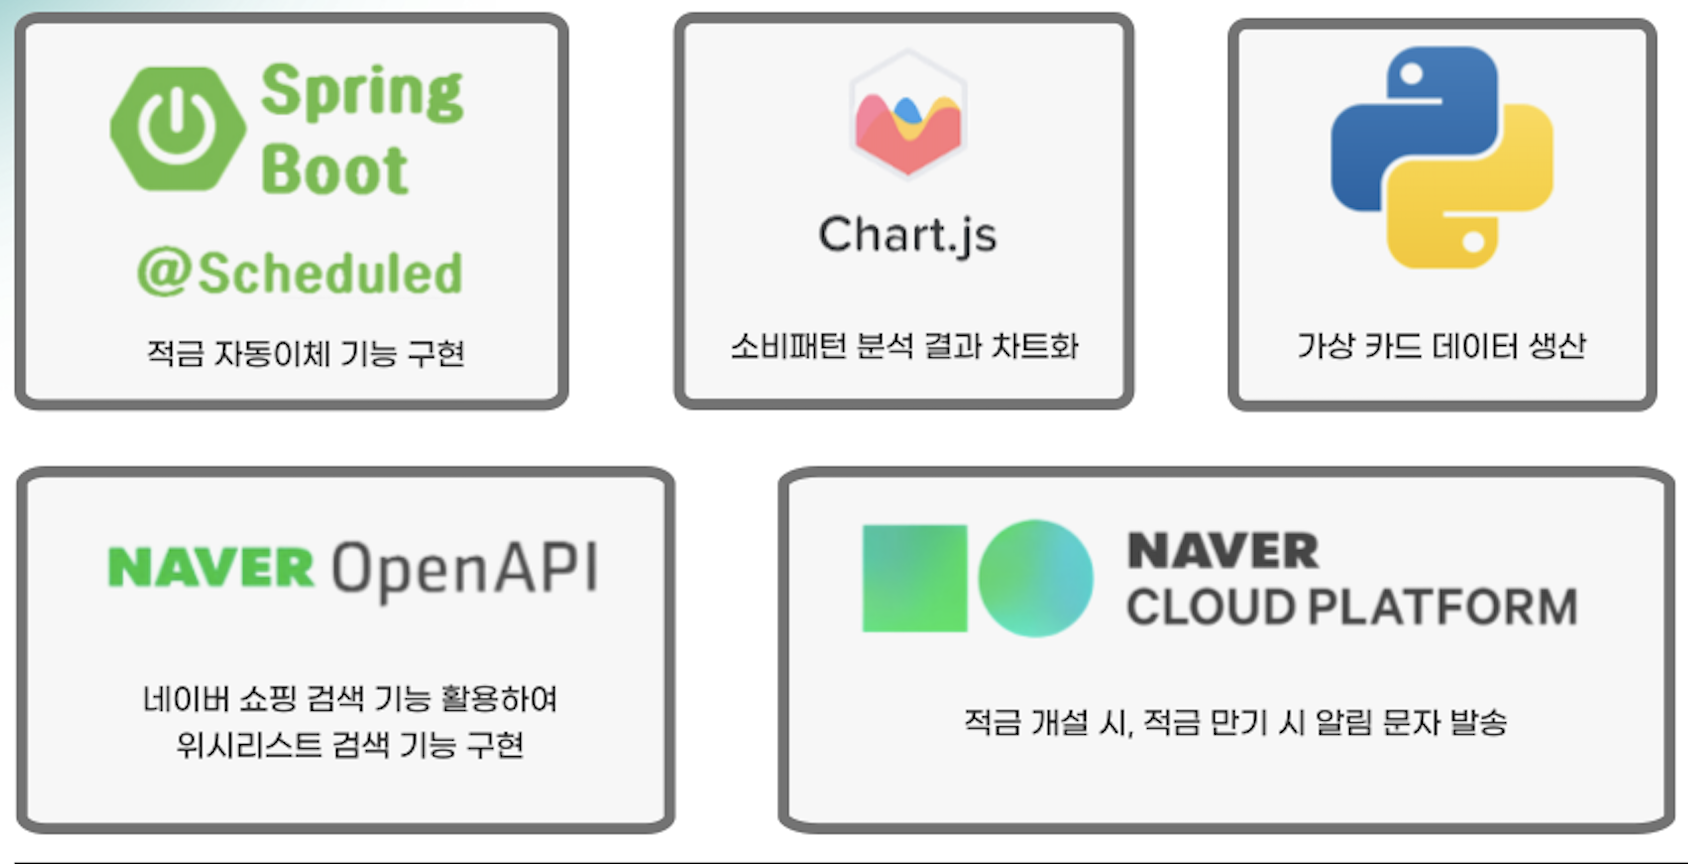 Spring
Boot
@Scheduled
적금 자동이체 기능 구현
Chart.js
소비패턴 분석 결과 차트화
가상 카드 데이터 생산
NAVER OpenAPI
네이버 쇼핑 검색 기능 활용하여
위시리스트 검색 기능 구현
NAVER
CLOUD PLATFORM
적금 개설 시, 적금 만기 시 알림 문자 발송